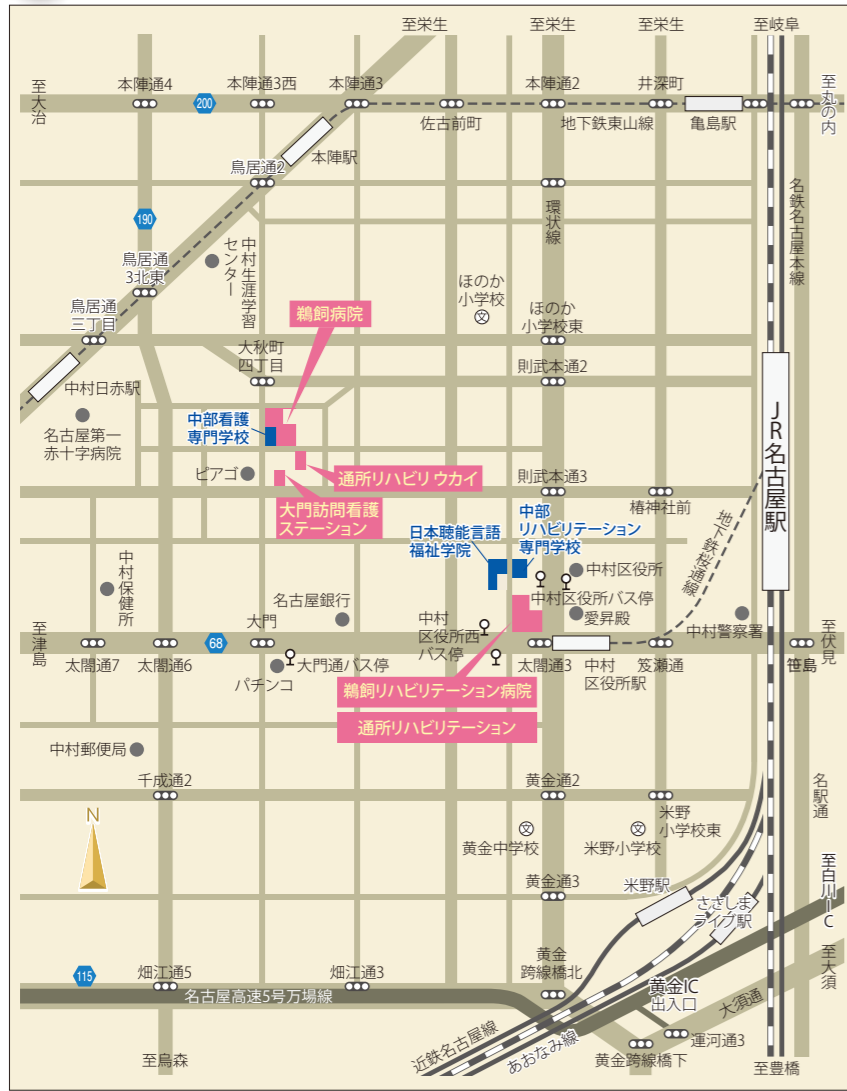 至栄生
至栄生
至栄生
至岐阜
至大治
本陣通4
本陣通3西
本陣通3
本陣通2
井深町
至丸の内
200
佐古前町
地下鉄東山線
亀島駅
本陣駅
鳥居通2
190
環状線
名鉄名古屋本線
鳥居通
3北東
中村生涯学習
センター
ほのか
小学校
文
鳥居通
三丁目
鵜飼病院
ほのか
小学校東
大秋町
四丁目
則武本通2
中村日赤駅
名古屋第一
赤十字病院
中部看護
専門学校
JR名古屋駅
ピアゴ
通所リハビリ ウカイ
則武本通3
椿神社前
大門訪問看護
ステーション
日本聴能言語
福祉学院
中部
リハビリテーション
専門学校
地下鉄桜通線
中村保健所
中村区役所
名古屋銀行
中村
区役所西
バス停
中村区役所バス停
愛昇殿
中村警察署
至津島
68
大門
至伏見
太閤通7
太閤通6
パチンコ
大門通バス停
太閤通3
中村
区役所駅
笈瀬通
笹島
鵜飼リハビリテーション病院
通所リハビリテーション
中村郵便局
千成通2
黄金通2
名駅通
N
米野
小学校東
文
文
黄金中学校
米野小学校
黄金通3
米野駅
ささしま
ライブ駅
至白川IC
115
畑江通5
畑江通3
黄金
跨線橋北
黄金IC
出入口
至大須
名古屋高速5号万場線
大須通
至烏森
近鉄名古屋線
あおなみ線
黄金跨線橋下
運河通3
至豊橋